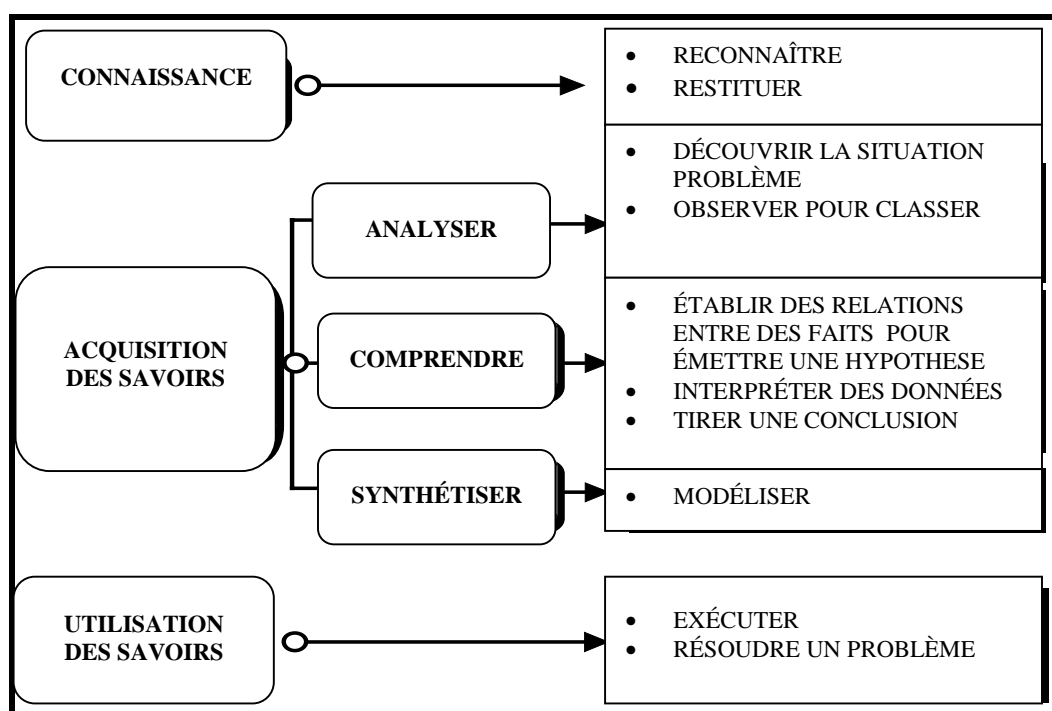 CONNAISSANCE
• RECONNAÎTRE
• RESTITUER
ACQUISITION
DES SAVOIRS
ANALYSER
• DÉCOUVRIR LA SITUATION
PROBLÈME
• OBSERVER POUR CLASSER
COMPRENDRE
• ÉTABLIR DES RELATIONS
ENTRE DES FAITS POUR
ÉMETTRE UNE HYPOTHESE
• INTERPRÉTER DES DONNÉES
• TIRER UNE CONCLUSION
SYNTHÉTISER
• MODÉLISER
UTILISATION
DES SAVOIRS
• EXÉCUTER
• RÉSOUDRE UN PROBLÈME